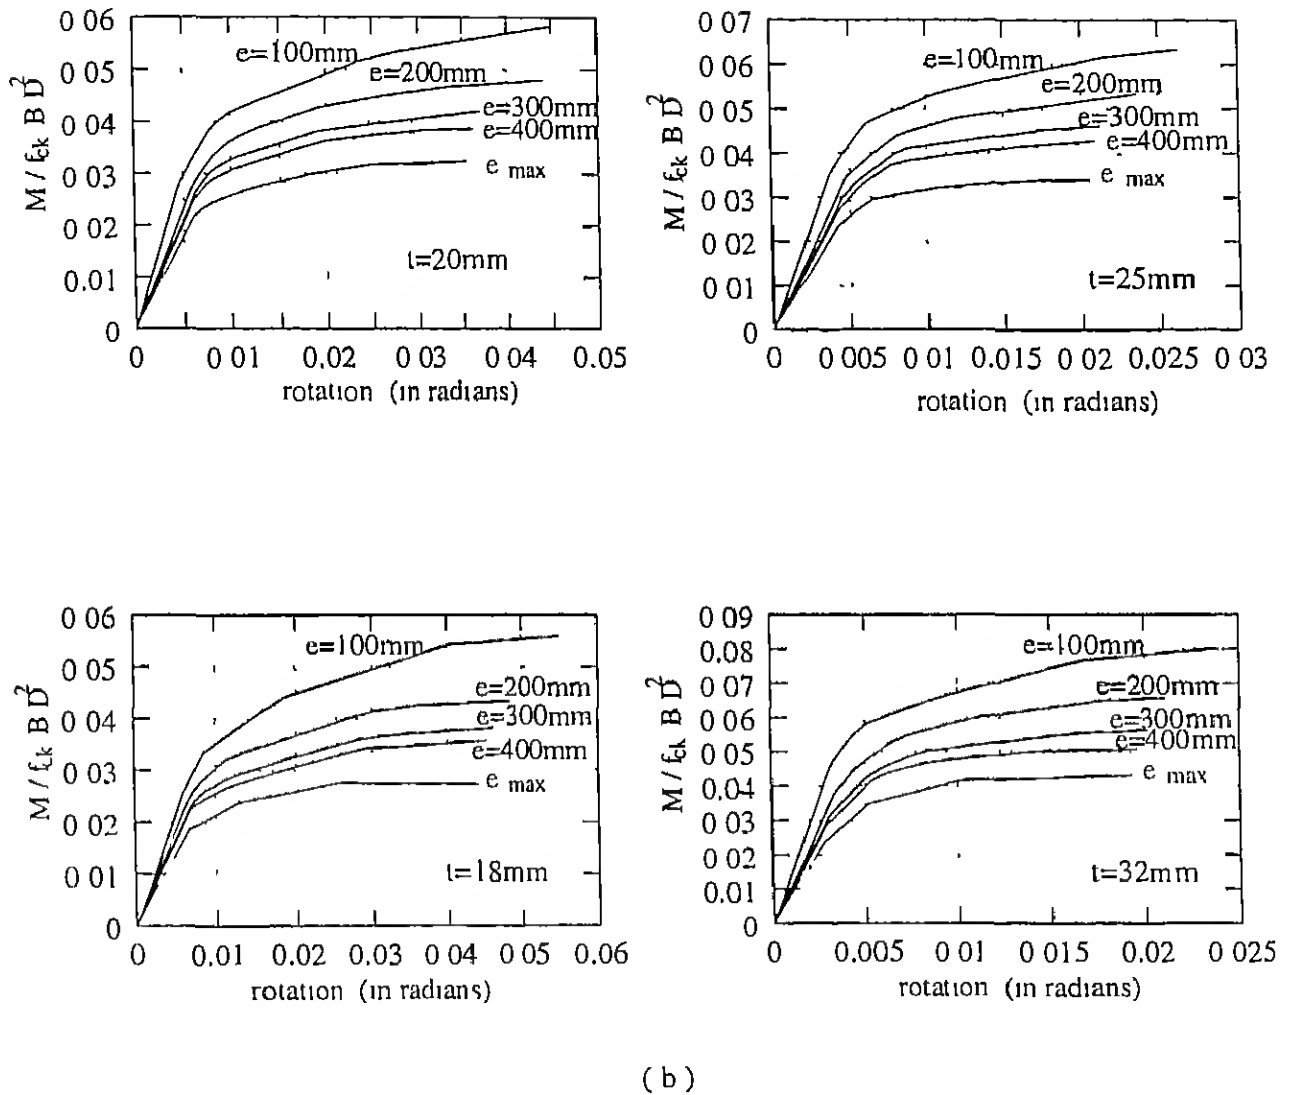 0 06
0 05
0 04
0 03
0 02
0.01
0
M / fck B D2
e=100mm
e=200mm
e=300mm
e=400mm
e max
t=20mm
0 0 01 0.02 0.03 0.04 0.05
rotation (in radians)
0 07
0 06
0 05
0 04
0 03
0 02
0 01
0
M / fck B D2
e=100mm
e=200mm
e=300mm
e=400mm
e max
t=25mm
0 0 005 0 01 0.015 0 02 0.025 0 03
rotation (in radians)
0 06
0 05
0 04
0 03
0 02
0 01
0
M / fck B D2
e=100mm
e=200mm
e=300mm
e=400mm
e max
t=18mm
0 0.01 0.02 0.03 0 04 0 05 0.06
rotation (in radians)
0 09
0.08
0.07
0 06
0 05
0.04
0 03
0 02
0.01
0
M / fck B D2
e=100mm
e=200mm
e=300mm
e=400mm
e max
t=32mm
0 0.005 0 01 0 015 0.02 0 025
rotation (in radians)
( b )